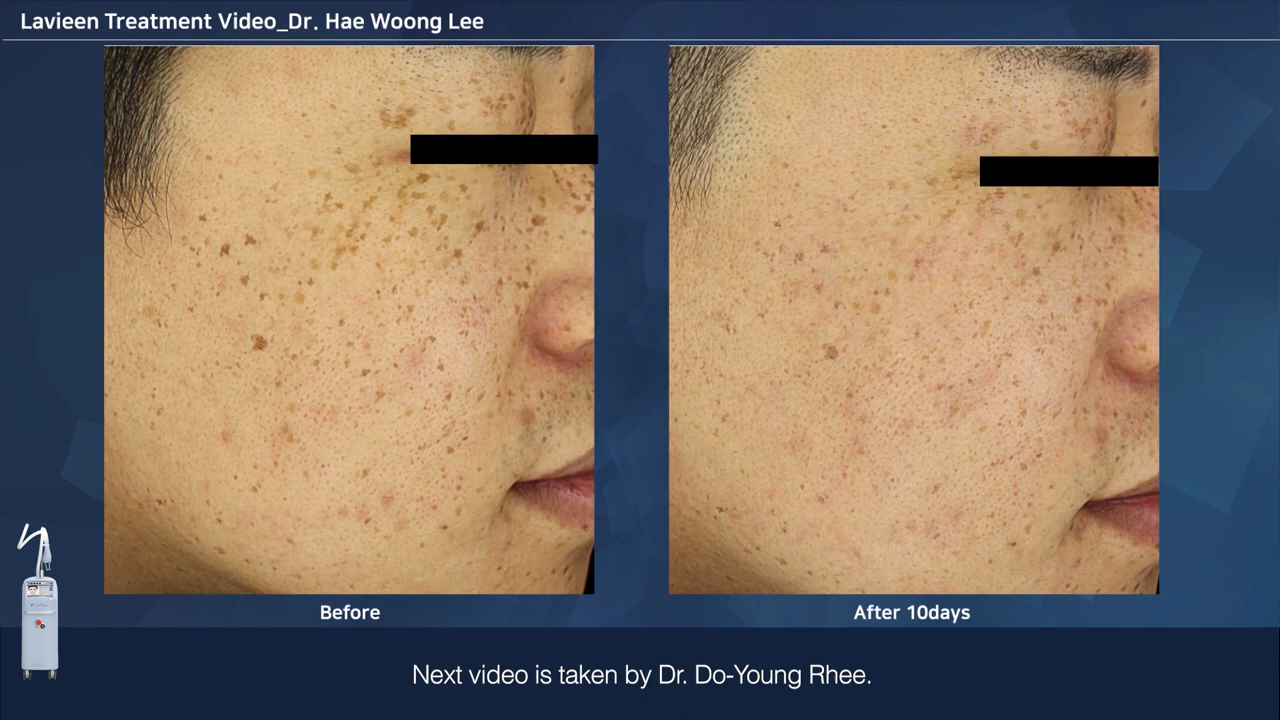 Lavieen Treatment Video_Dr. Hae Woong Lee
Before
After 10days
Next video is taken by Dr. Do-Young Rhee.